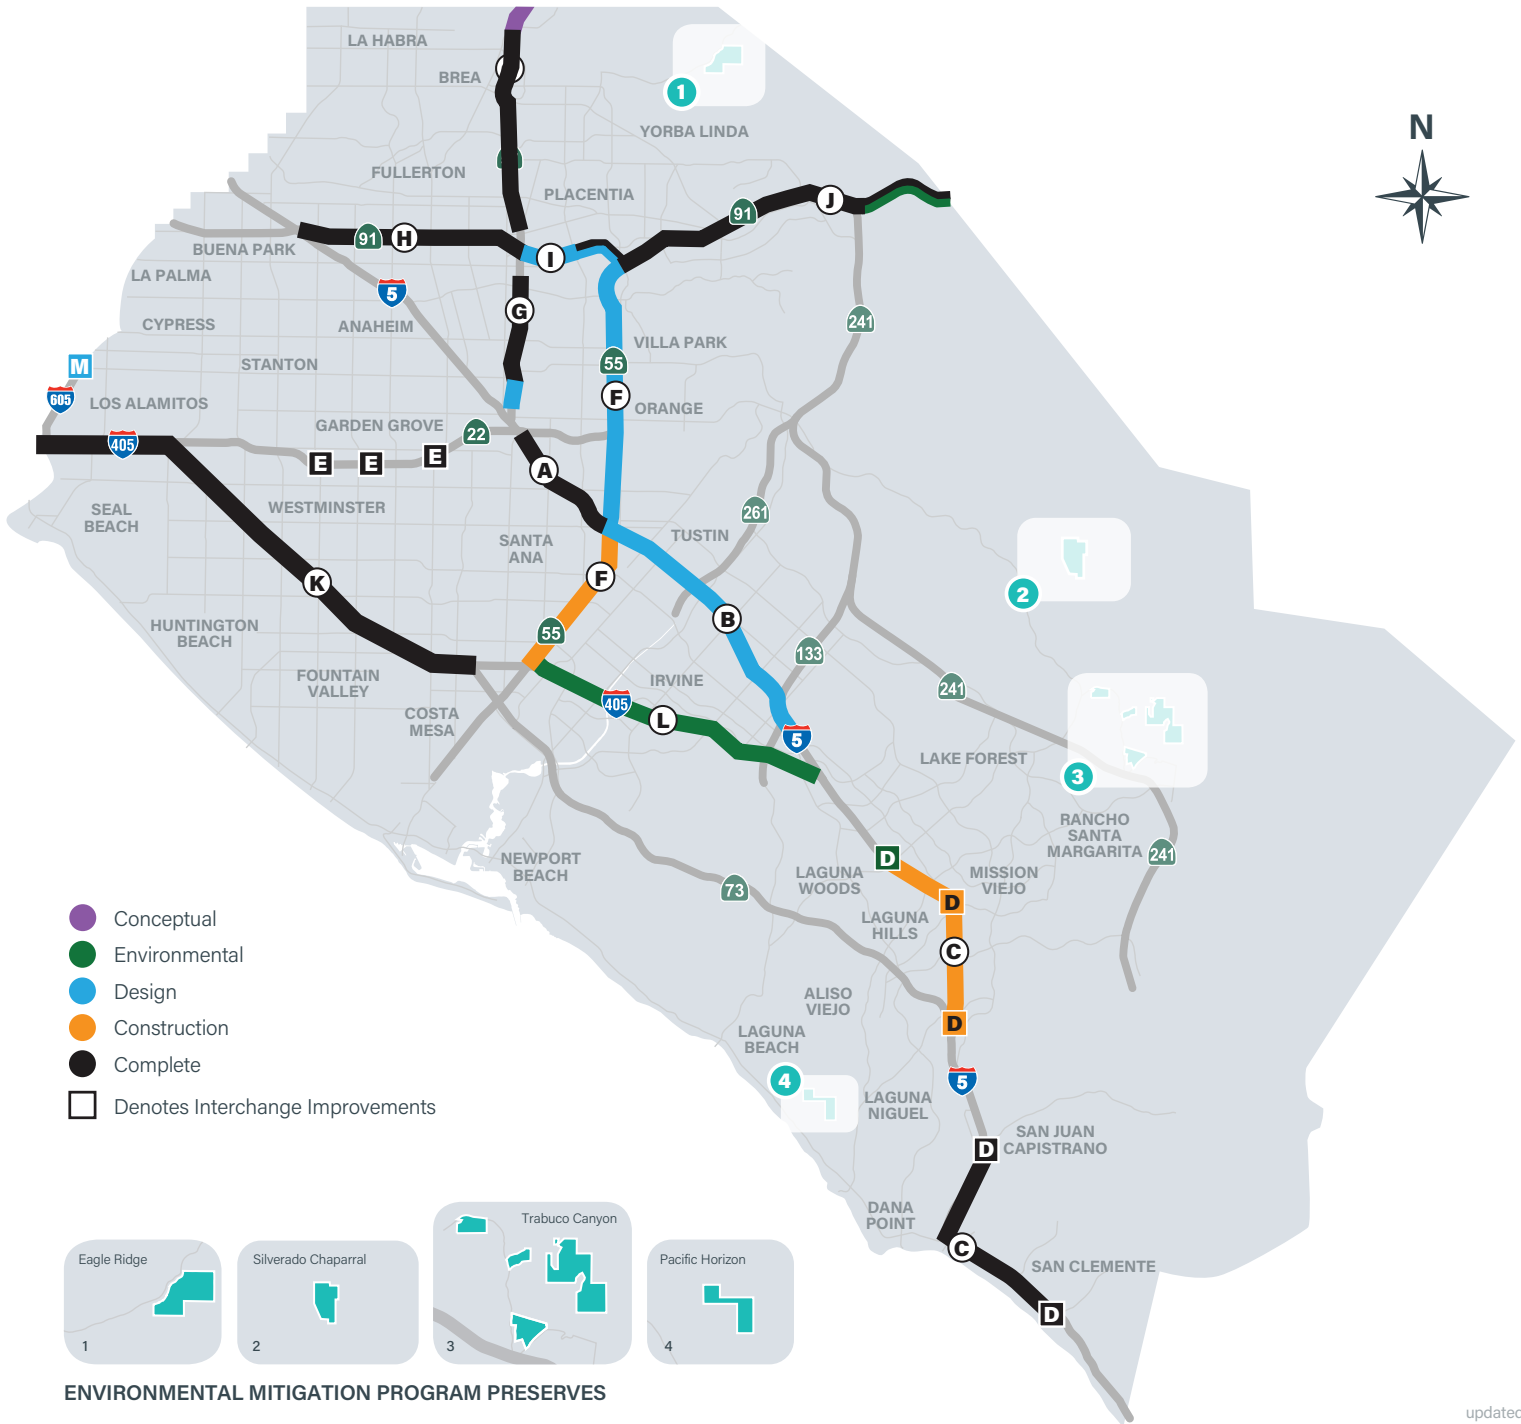 LA HABRA
BREA
1
YORBA LINDA
N
FULLERTON
PLACENTIA
91
J
91
H
BUENA PARK
I
LA PALMA
5
G
CYPRESS
ANAHEIM
241
VILLA PARK
M
STANTON
55
605
LOS ALAMITOS
F
ORANGE
GARDEN GROVE
22
405
E
E
E
A
SEAL
BEACH
WESTMINSTER
261
SANTA
ANA
TUSTIN
K
F
2
B
HUNTINGTON
BEACH
55
133
FOUNTAIN
VALLEY
IRVINE
241
COSTA
MESA
405
L
5
LAKE FOREST
3
RANCHO
SANTA
MARGARITA
241
NEWPORT
BEACH
D
LAGUNA
WOODS
MISSION
VIEJO
73
D
LAGUNA
HILLS
C
ALISO
VIEJO
D
LAGUNA
BEACH
4
5
LAGUNA
NIGUEL
SAN JUAN
CAPISTRANO
D
DANA
POINT
C
SAN CLEMENTE
D
Conceptual
Environmental
Design
Construction
Complete
Denotes Interchange Improvements
Eagle Ridge
1
Silverado Chaparral
2
Trabuco Canyon
3
Pacific Horizon
4
ENVIRONMENTAL MITIGATION PROGRAM PRESERVES
updated